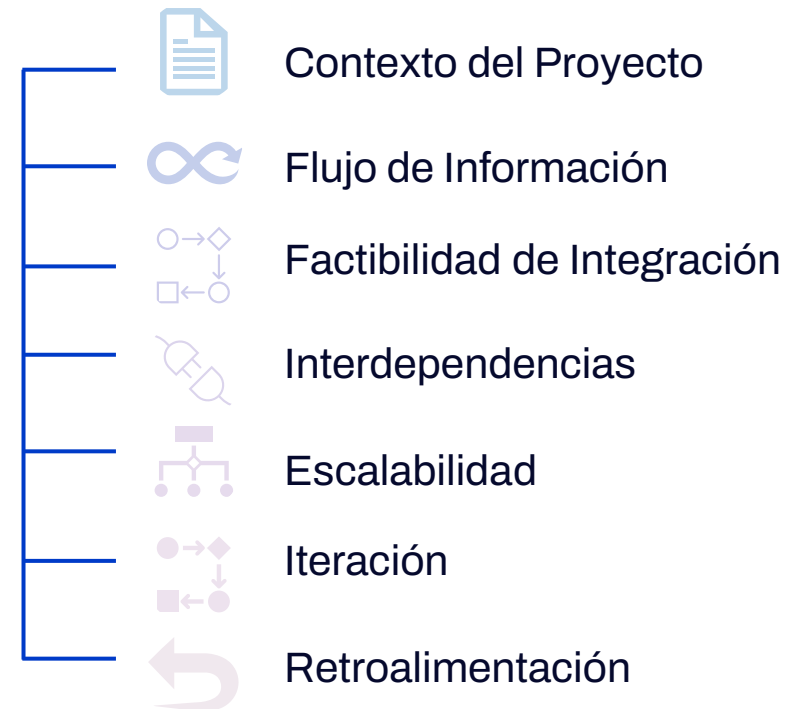 Contexto del Proyecto
Flujo de Información
Factibilidad de Integración
Interdependencias
Escalabilidad
Iteración
Retroalimentación